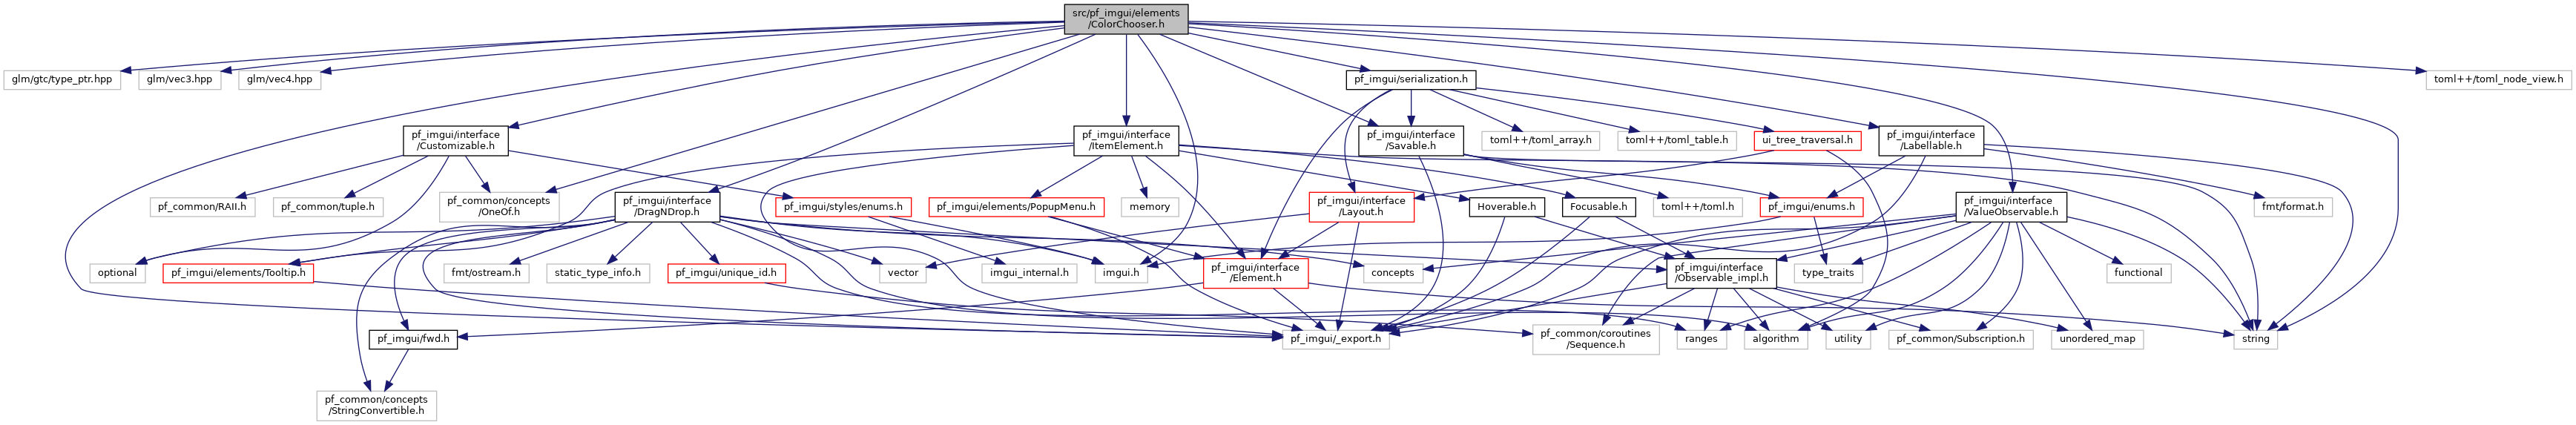 src/pf_imgui/elements
/ColorChooser.h
glm/gtc/type_ptr.hpp
glm/vec3.hpp
glm/vec4.hpp
pf_imgui/serialization.h
toml++/toml_node_view.h
pf_imgui/interface
/Customizable.h
pf_imgui/interface
/ItemElement.h
pf_imgui/interface
/Savable.h
toml++/toml_array.h
toml++/toml_table.h
ui_tree_traversal.h
pf_imgui/interface
/Labellable.h
pf_common/RAII.h
pf_common/tuple.h
pf_common/concepts
/OneOf.h
pf_imgui/interface
/DragNDrop.h
pf_imgui/styles/enums.h
pf_imgui/elements/PopupMenu.h
memory
pf_imgui/interface
/Layout.h
Hoverable.h
Focusable.h
toml++/toml.h
pf_imgui/enums.h
pf_imgui/interface
/ValueObservable.h
fmt/format.h
optional
pf_imgui/elements/Tooltip.h
fmt/ostream.h
static_type_info.h
pf_imgui/unique_id.h
vector
imgui_internal.h
imgui.h
pf_imgui/interface
/Element.h
concepts
pf_imgui/interface
/Observable_impl.h
type_traits
functional
pf_imgui/fwd.h
pf_imgui/_export.h
pf_common/coroutines
/Sequence.h
ranges
algorithm
utility
pf_common/Subscription.h
unordered_map
string
pf_common/concepts
/StringConvertible.h